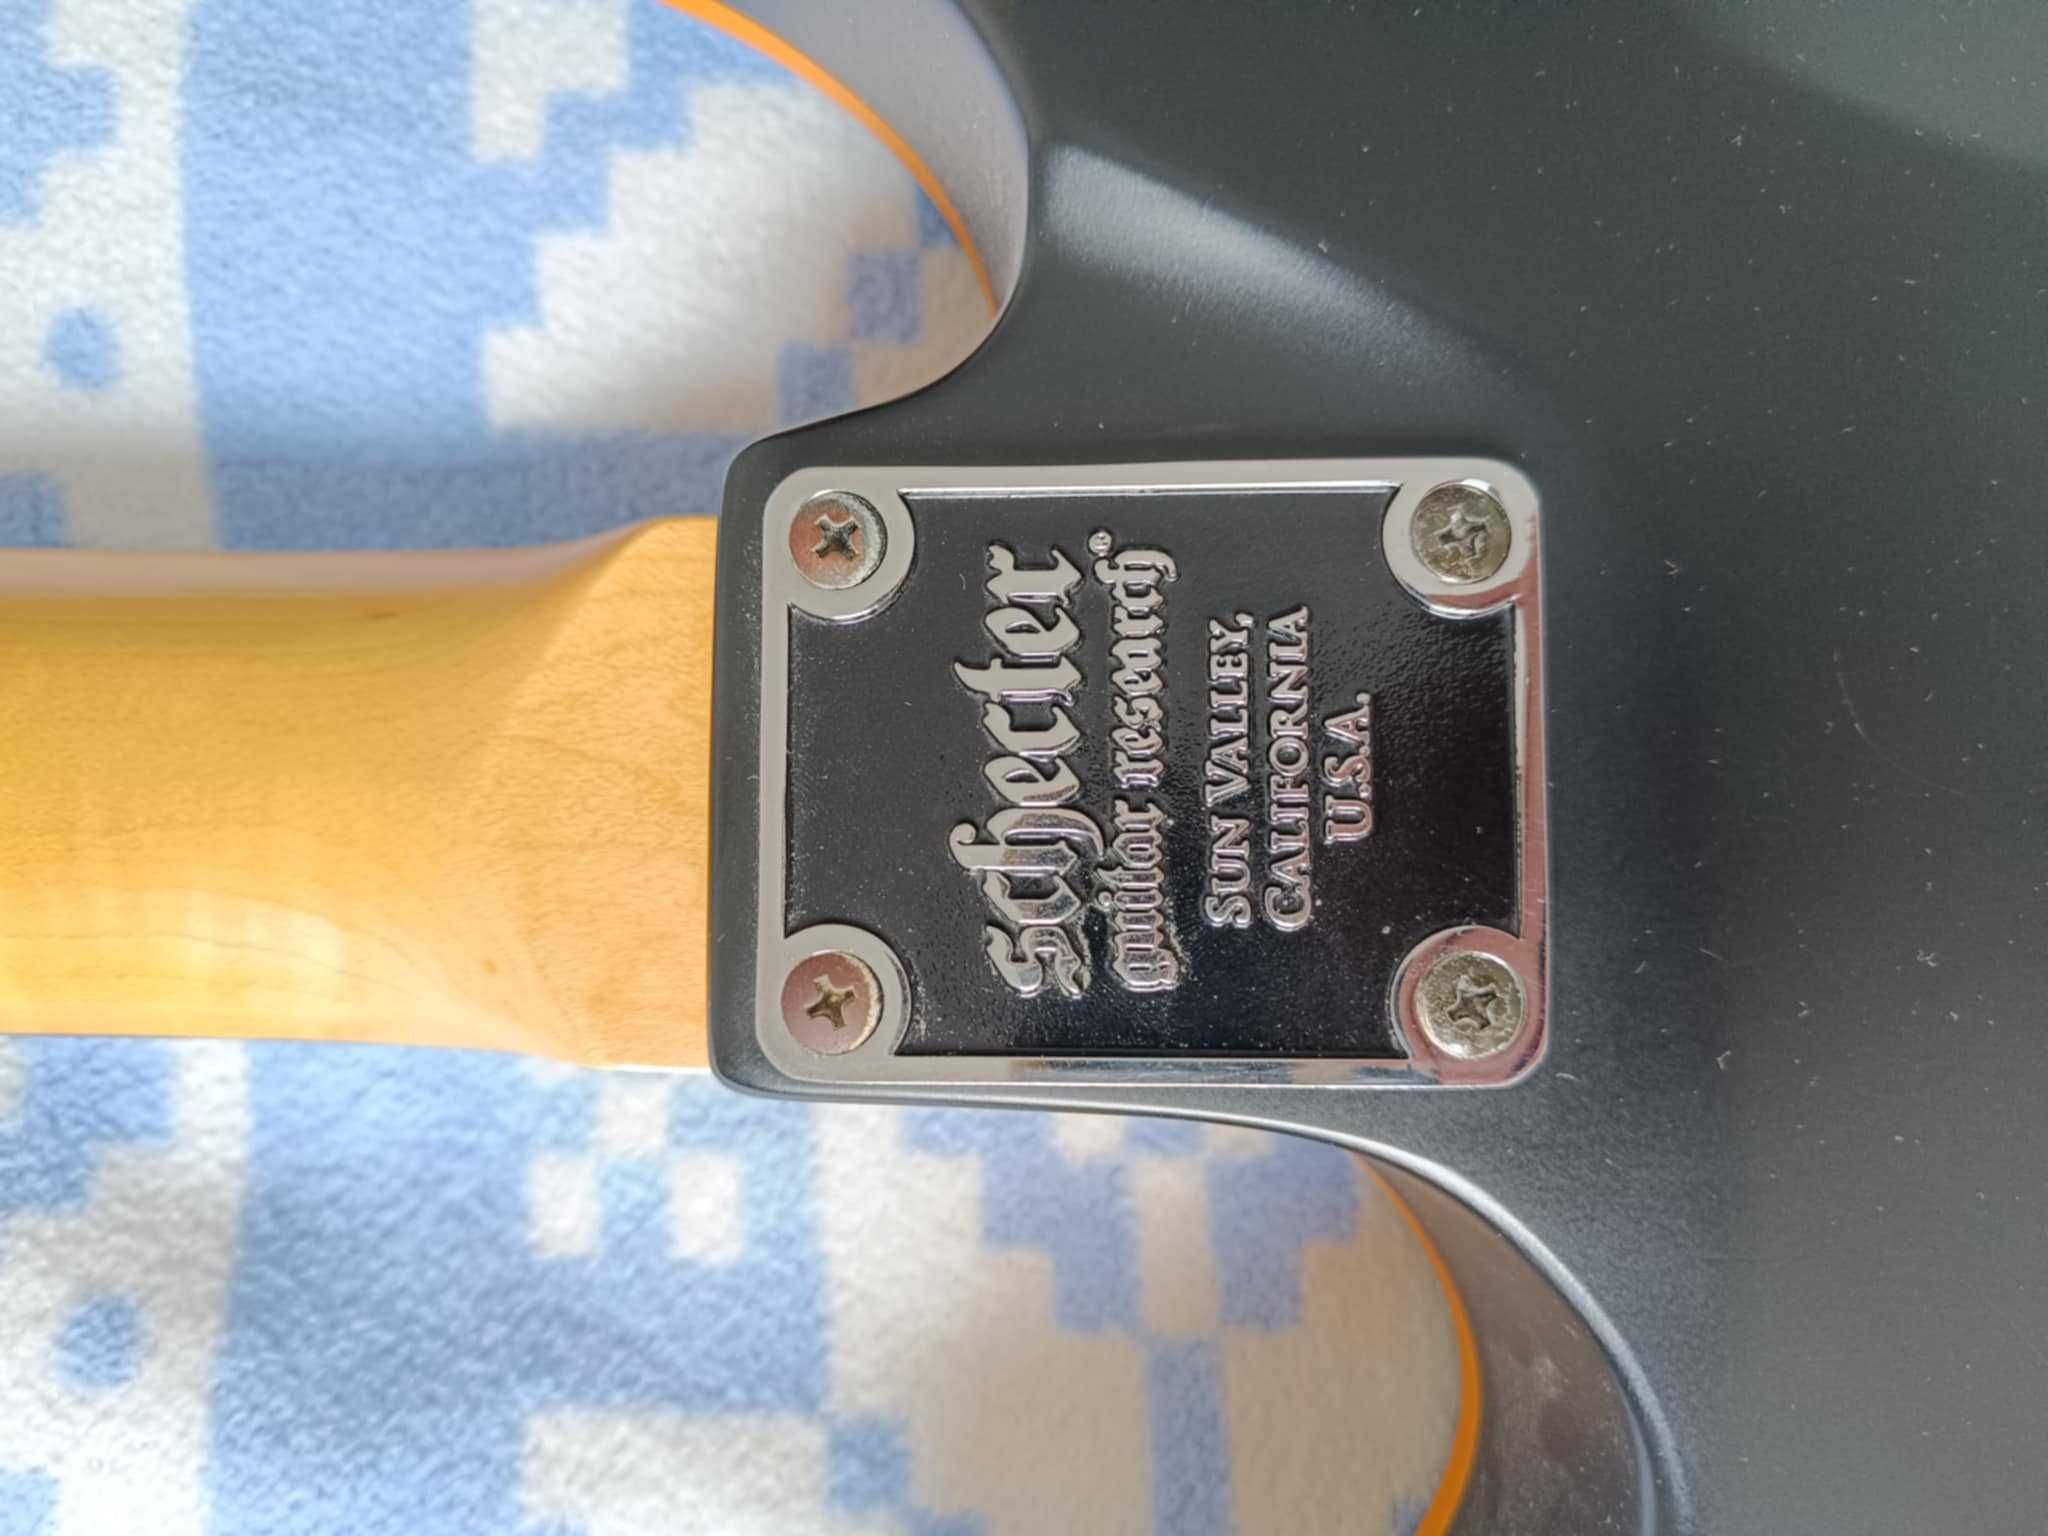 schecter
guitar research®
SUN VALLEY,
CALIFORNIA
U.S.A.